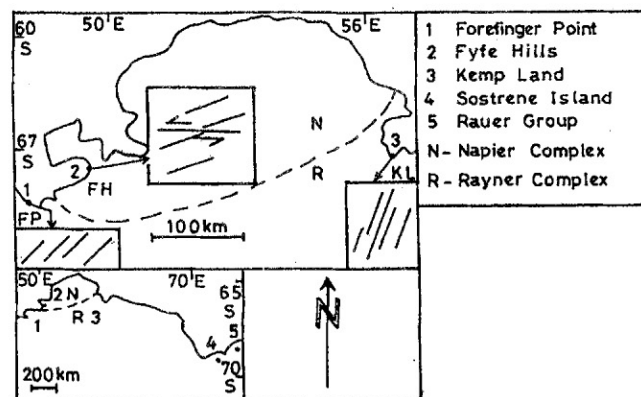 60
S
50°E
56°E
67
S
N
R
1
2
3
FH
FP
KL
100km
1 Forefinger Point
2 Fyfe Hills
3 Kemp Land
4 Sostrene Island
5 Rauer Group
N-Napier Complex
R-Rayner Complex
50°E
70°E
65
S
2N
R 3
1
4
5
70
S
200km
N